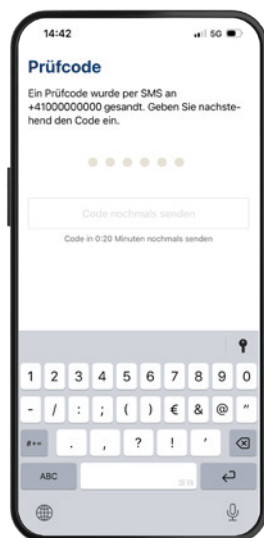 14:42
5G
Prüfcode
Ein Prüfcode wurde per SMS an
+41000000000 gesandt. Geben Sie nachste-
hend den Code ein.
Code nochmals senden
Code in 0:20 Minuten nochmals senden
1 2 3 4 5 6 7 8 9 0
- / : ; ( ) € & @ "
#+= . , ? ! '
ABC